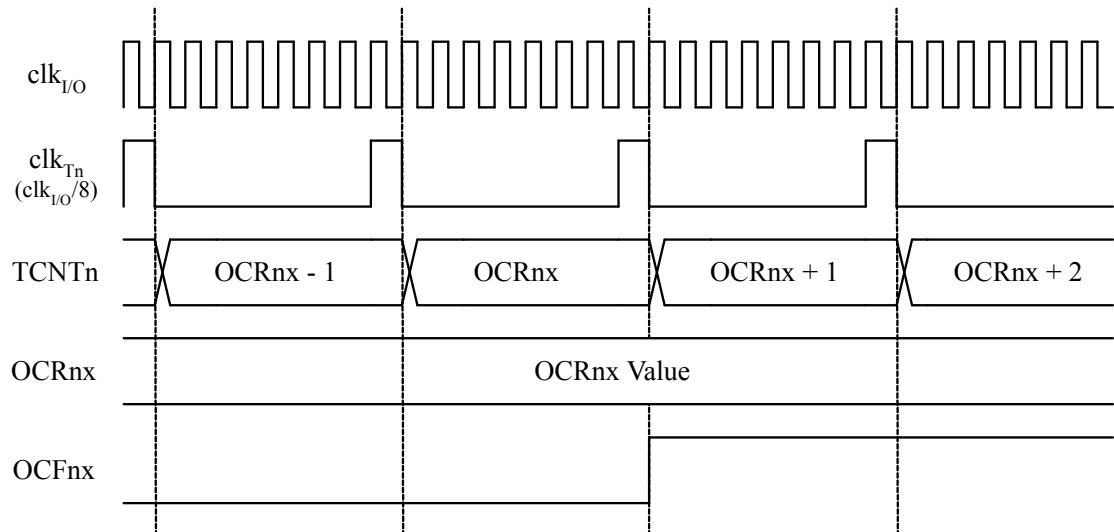 clkI/O
clkTn
(clkI/O/8)
TCNTn
OCRnx - 1
OCRnx
OCRnx + 1
OCRnx + 2
OCRnx
OCRnx Value
OCFnx